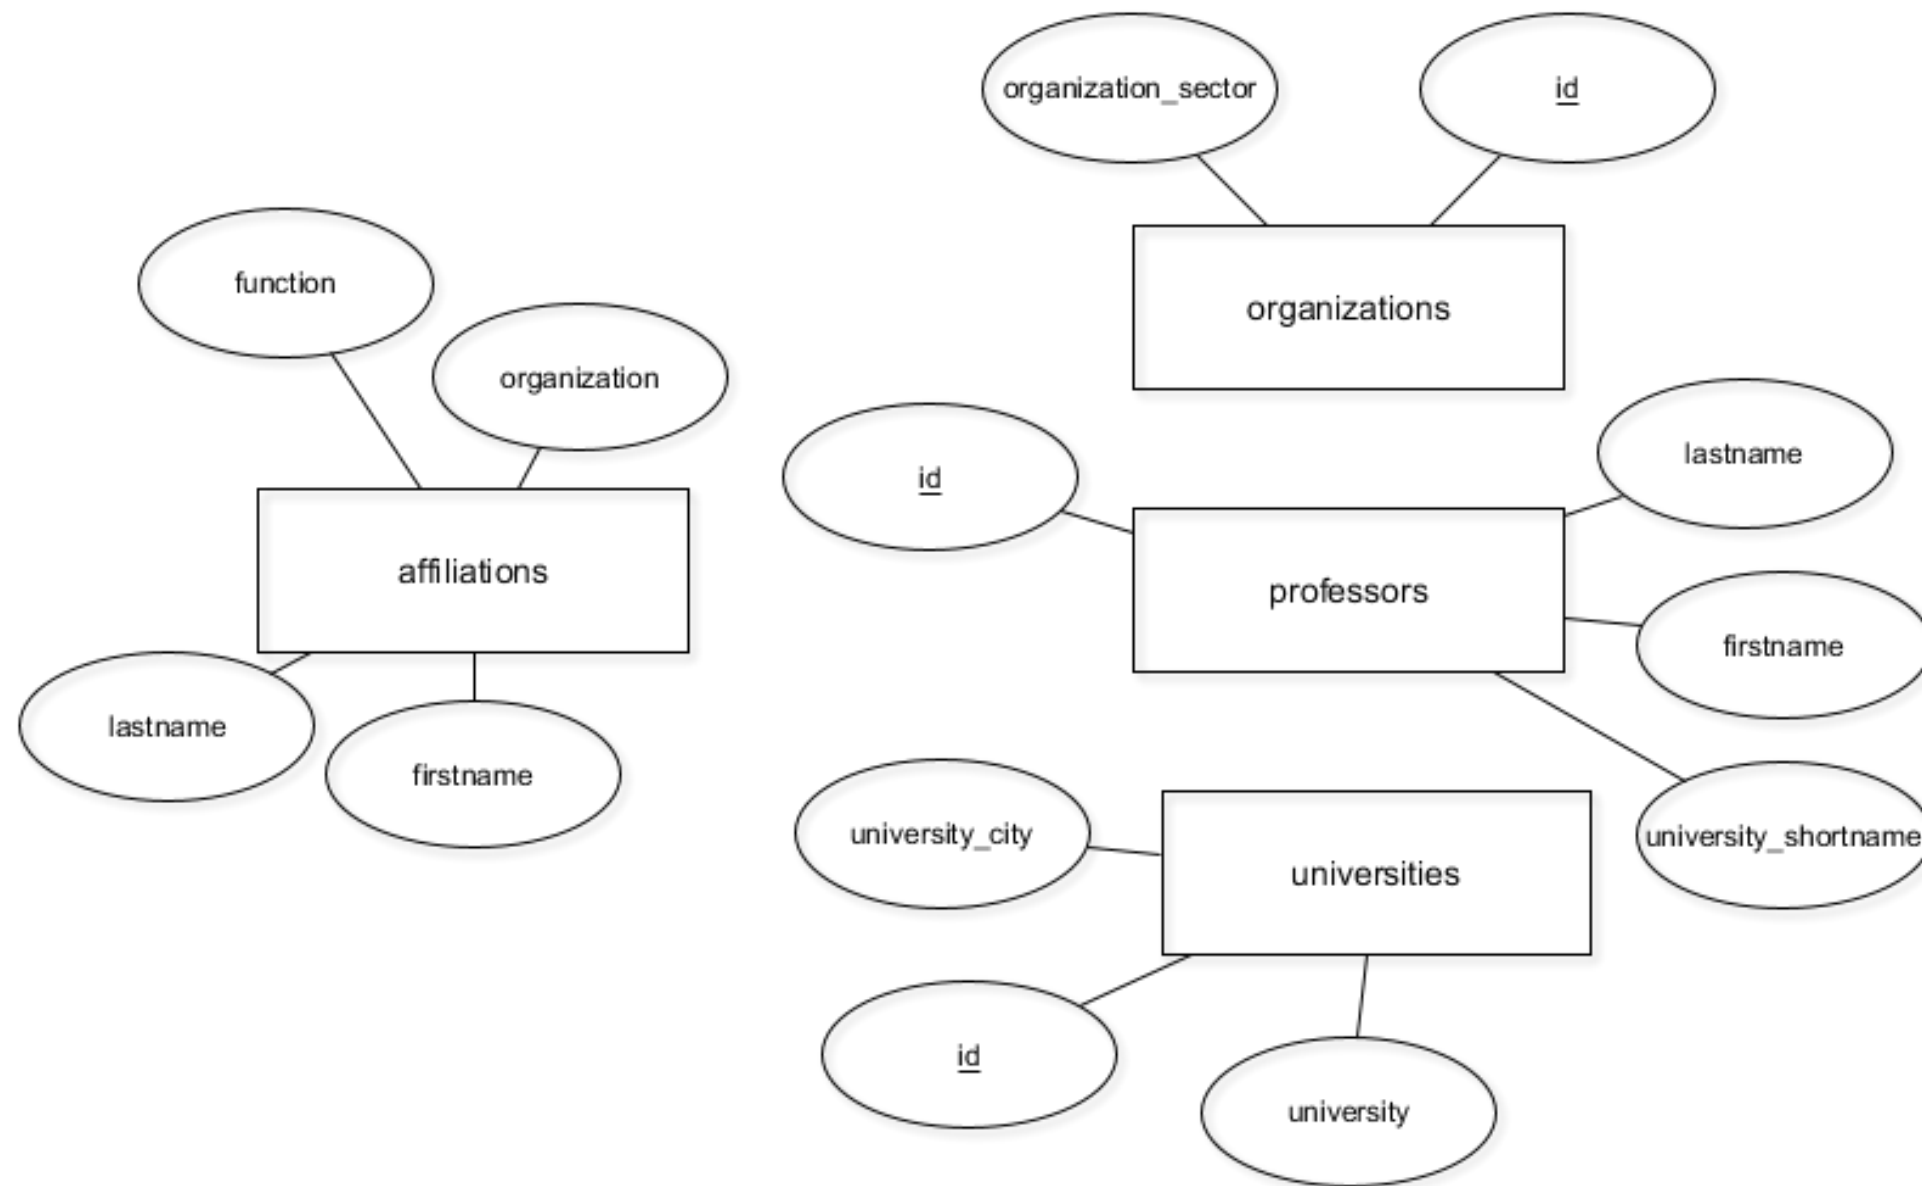 organization_sector
id
function
organizations
organization
lastname
id
affiliations
professors
firstname
lastname
firstname
university_city
university_shortname
universities
id
university